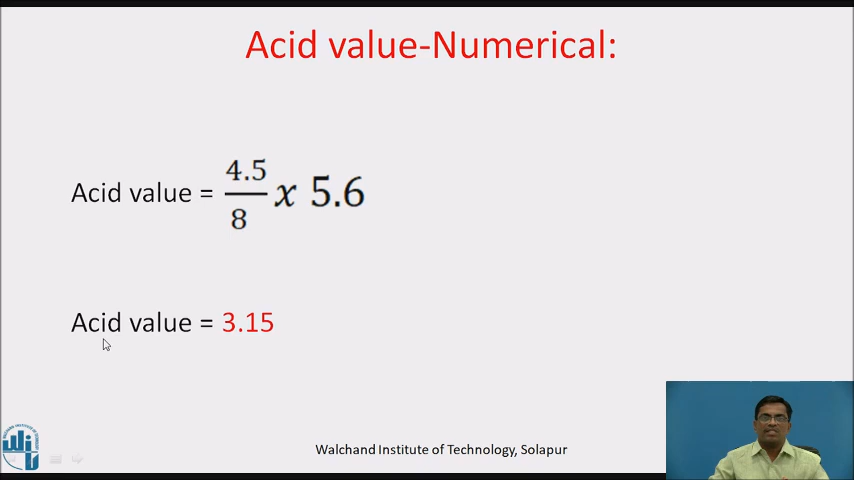 Acid value-Numerical:
Acid value = 4.5/8 x 5.6
Acid value = 3.15
Walchand Institute of Technology, Solapur